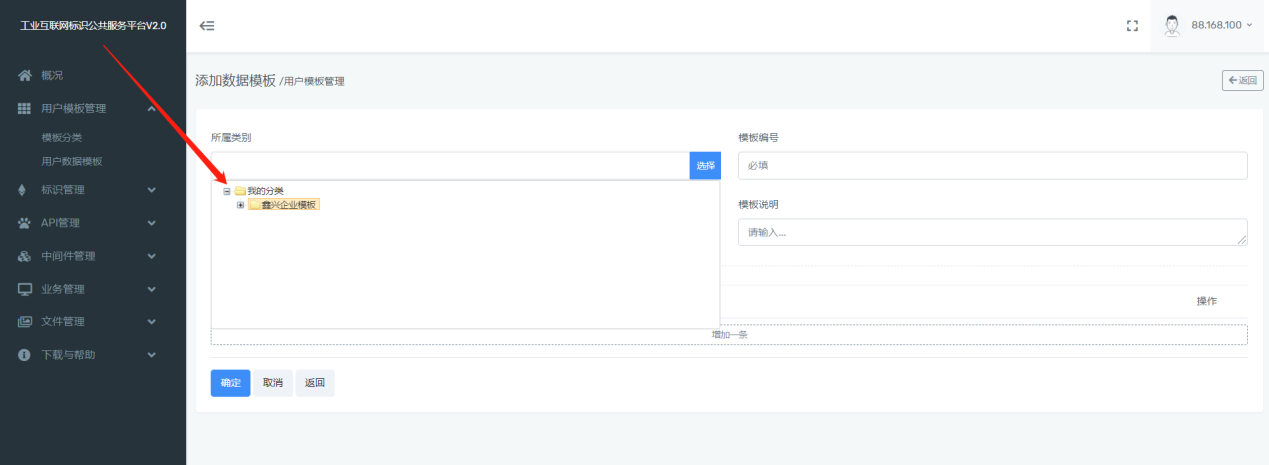 工业互联网标识公共服务平台V2.0
88.168.100
概况
用户模板管理
模板分类
用户数据模板
标识管理
API管理
中间件管理
业务管理
文件管理
下载与帮助
添加数据模板 /用户模板管理
返回
所属类别
选择
我的分类
鑫兴企业模板
模板编号
必填
模板说明
请输入...
操作
增加一条
确定
取消
返回